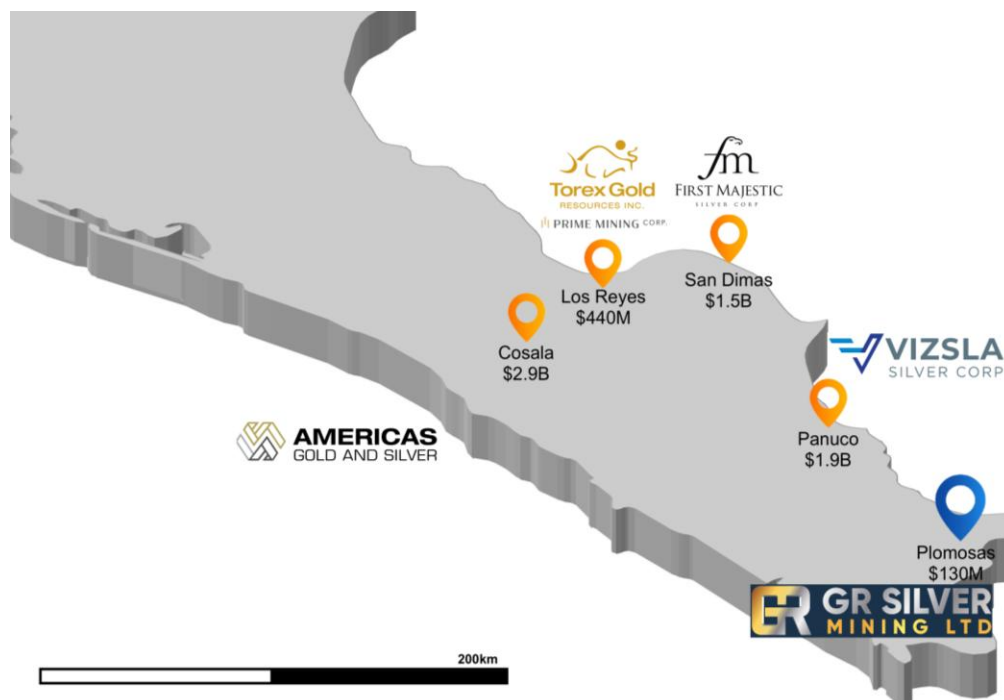 Torex Gold
RESOURCES INC.
PRIME MINING CORP.
fm
FIRST MAJESTIC
SILVER CORP
San Dimas
$1.5B
Los Reyes
$440M
Cosala
$2.9B
VIZSLA
SILVER CORP
Panuco
$1.9B
AMERICAS
GOLD AND SILVER
Plomosas
$130M
GR SILVER
MINING LTD
200km